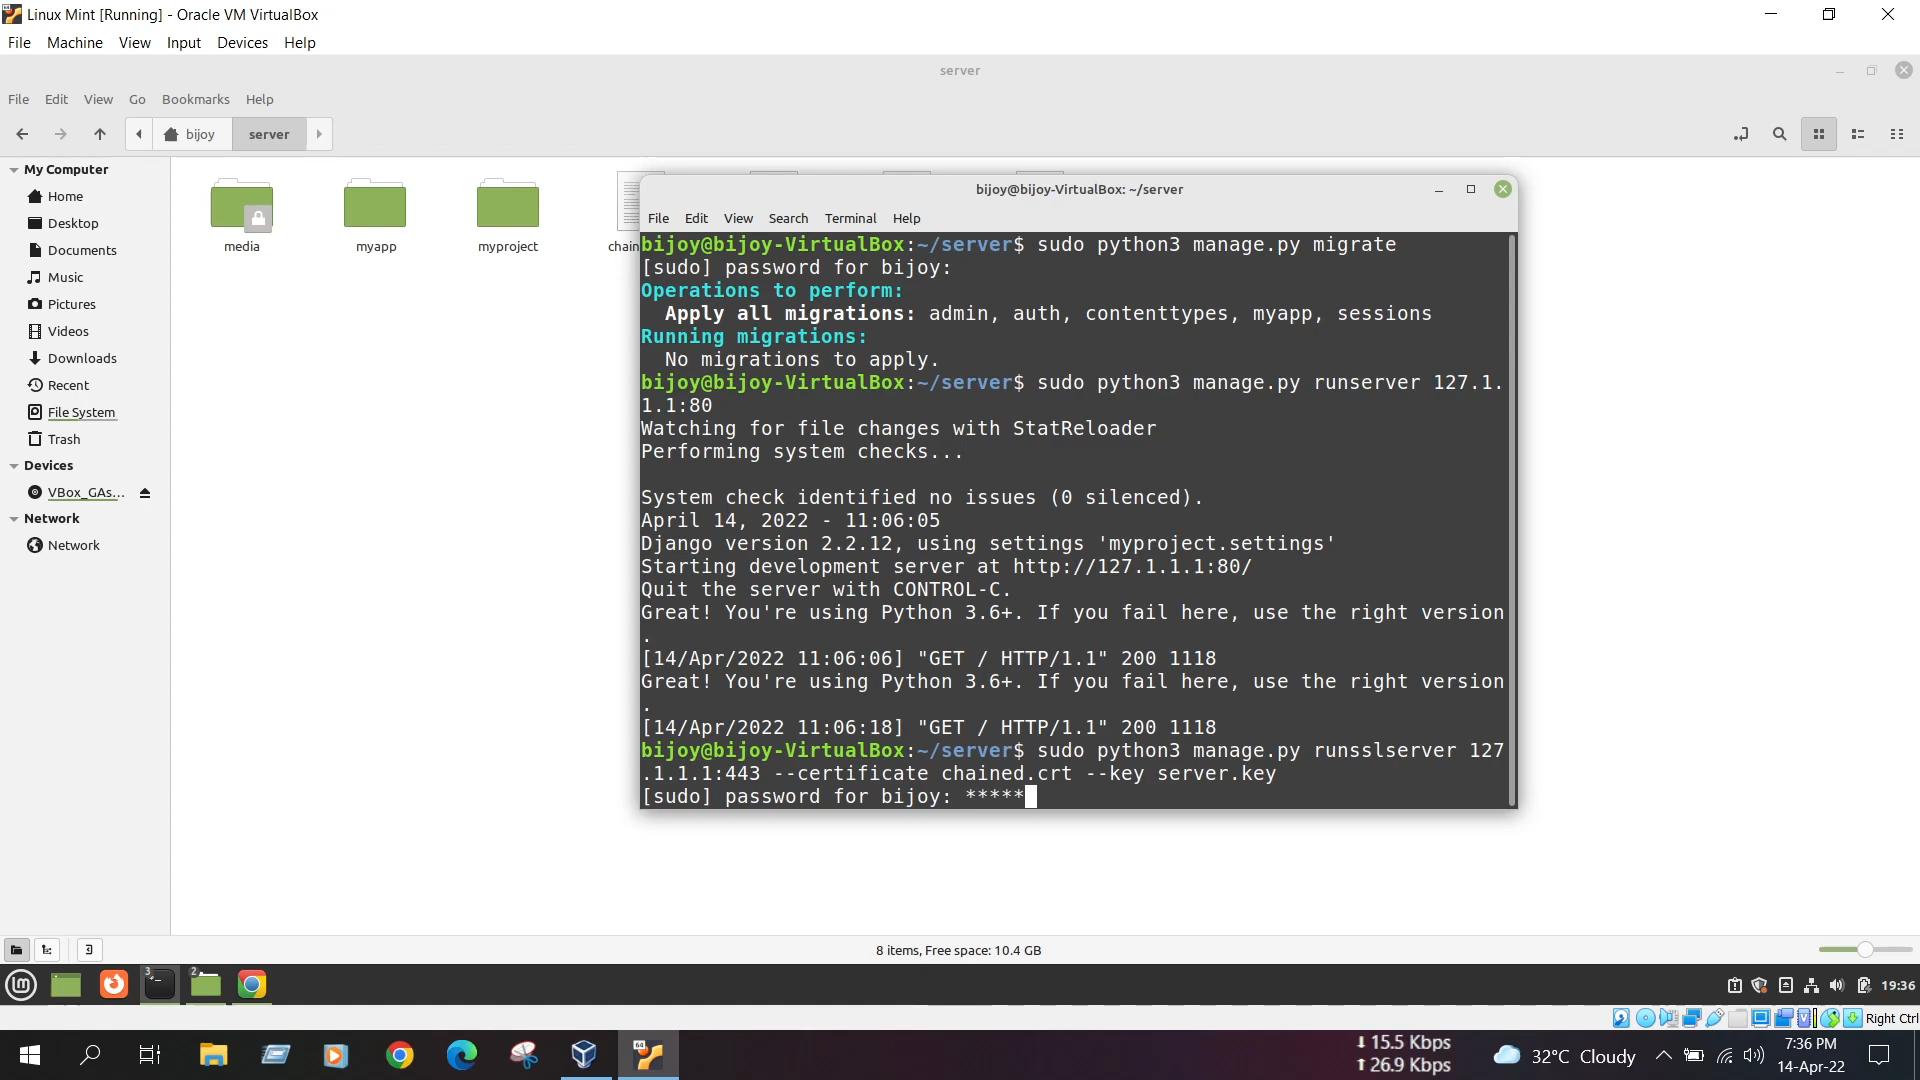 Linux Mint [Running] - Oracle VM VirtualBox
File Machine View Input Devices Help
server
File Edit View Go Bookmarks Help
bijoy server
My Computer
Home
Desktop
Documents
Music
Pictures
Videos
Downloads
Recent
File System
Trash
Devices
VBox_GAs...
Network
Network
media
myapp
myproject
chain
bijoy@bijoy-VirtualBox: ~/server
File Edit View Search Terminal Help
bijoy@bijoy-VirtualBox:~/server$ sudo python3 manage.py migrate
[sudo] password for bijoy:
Operations to perform:
  Apply all migrations: admin, auth, contenttypes, myapp, sessions
Running migrations:
  No migrations to apply.
bijoy@bijoy-VirtualBox:~/server$ sudo python3 manage.py runserver 127.1.
1.1:80
Watching for file changes with StatReloader
Performing system checks...
System check identified no issues (0 silenced).
April 14, 2022 - 11:06:05
Django version 2.2.12, using settings 'myproject.settings'
Starting development server at http://127.1.1.1:80/
Quit the server with CONTROL-C.
Great! You're using Python 3.6+. If you fail here, use the right version
.
[14/Apr/2022 11:06:06] "GET / HTTP/1.1" 200 1118
Great! You're using Python 3.6+. If you fail here, use the right version
.
[14/Apr/2022 11:06:18] "GET / HTTP/1.1" 200 1118
bijoy@bijoy-VirtualBox:~/server$ sudo python3 manage.py runsslserver 127
.1.1.1:443 --certificate chained.crt --key server.key
[sudo] password for bijoy: *****
8 items, Free space: 10.4 GB
3
2
19:36
Right Ctrl
64
15.5 Kbps
26.9 Kbps
32°C Cloudy
7:36 PM
14-Apr-22